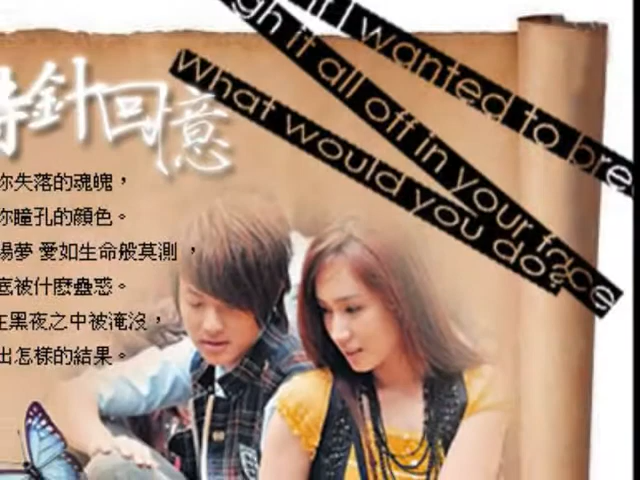 if I wanted to bre
gh it all off in your face
What would you do?
時針回憶
你失落的魂魄，
你瞳孔的顏色。
場夢 愛如生命般莫測，
底被什麼蠱惑。
在黑夜之中被淹沒，
出怎樣的結果。